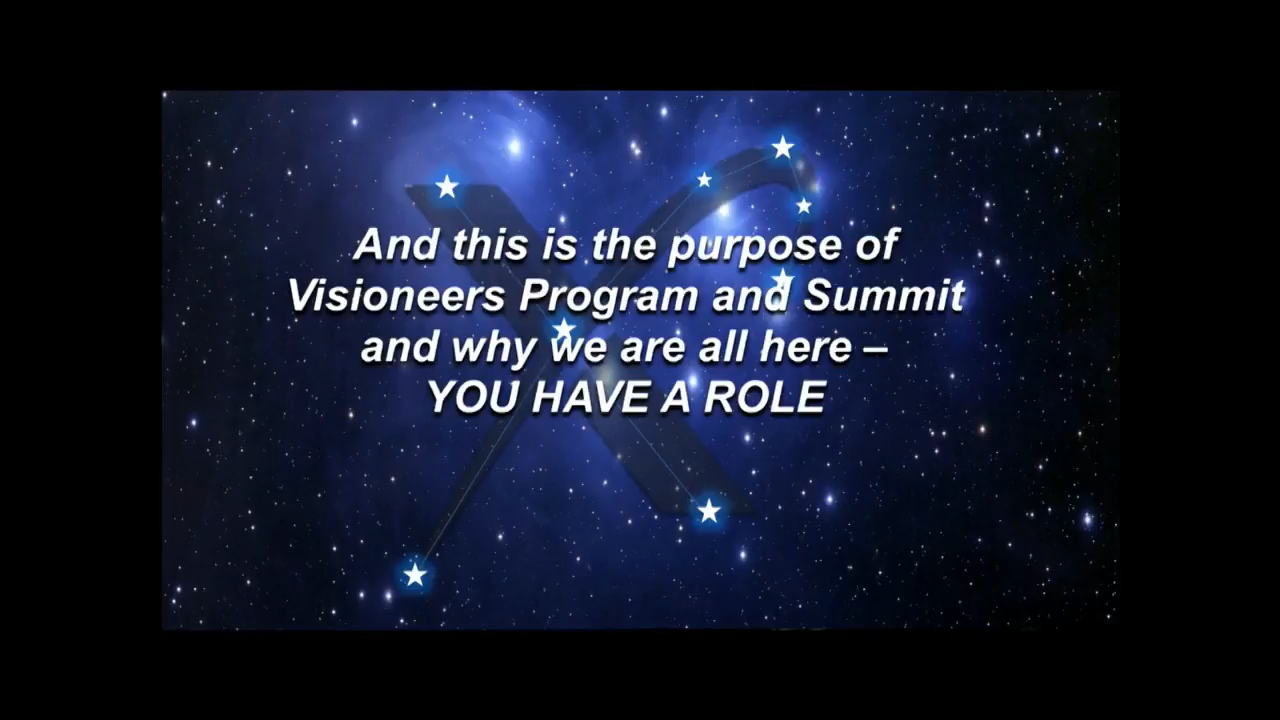 And this is the purpose of
Visioneers Program and Summit
and why we are all here –
YOU HAVE A ROLE